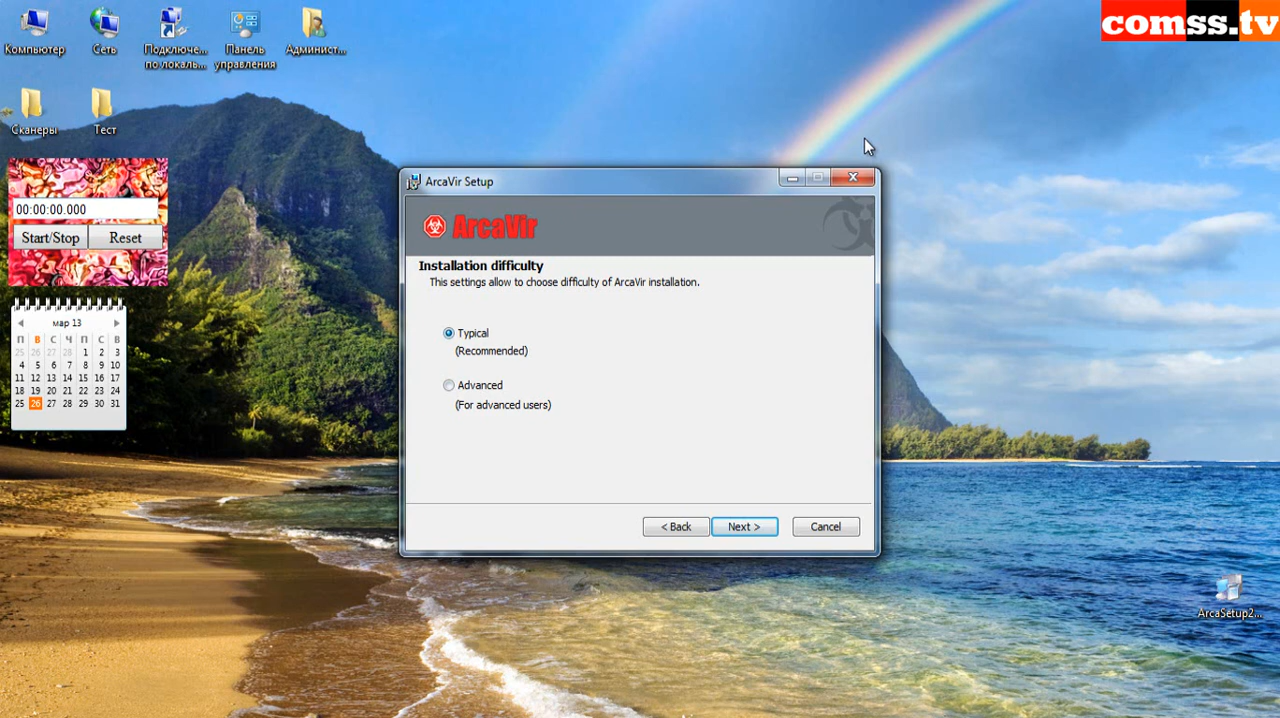 comss.tv
Компьютер
Сеть
Подключе...
по локаль...
Панель
управления
Админист...
Сканеры
Тест
00:00:00.000
Start/Stop
Reset
мар 13
П В С Ч П С В
25 26 27 28 1 2 3
4 5 6 7 8 9 10
11 12 13 14 15 16 17
18 19 20 21 22 23 24
25 26 27 28 29 30 31
ArcaVir Setup
ArcaVir
Installation difficulty
This settings allow to choose difficulty of ArcaVir installation.
Typical
(Recommended)
Advanced
(For advanced users)
< Back
Next >
Cancel
ArcaSetup2...